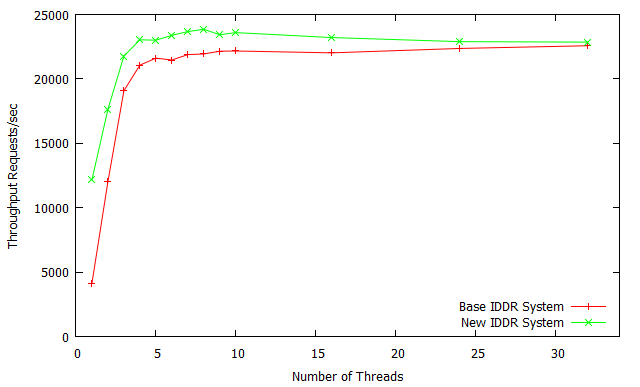 25000
20000
15000
10000
5000
0
Throughput Requests/sec
Base IDDR System
New IDDR System
0 5 10 15 20 25 30
Number of Threads